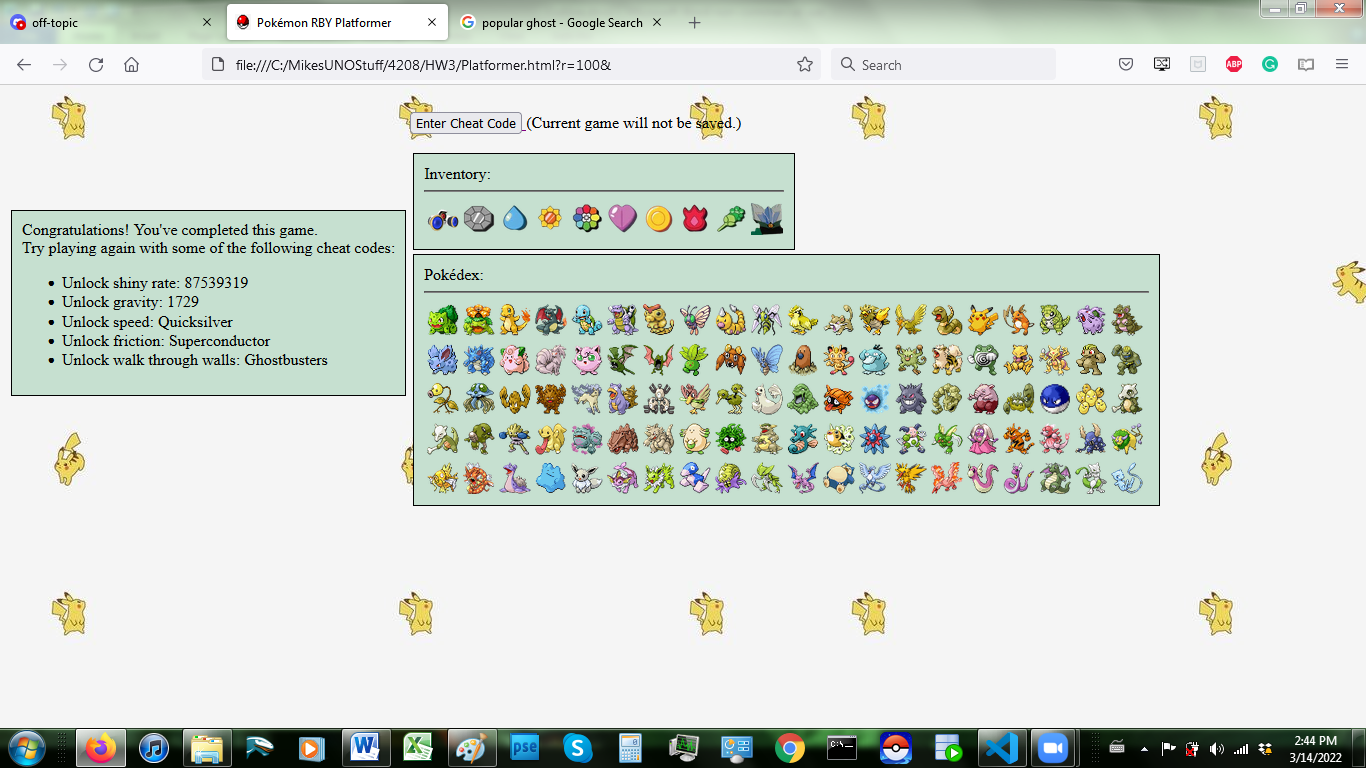 off-topic
Pokémon RBY Platformer
popular ghost - Google Search
file:///C:/MikesUNOStuff/4208/HW3/Platformer.html?r=100&
Search
ABP
Enter Cheat Code (Current game will not be saved.)
Inventory:
Congratulations! You've completed this game.
Try playing again with some of the following cheat codes:
• Unlock shiny rate: 87539319
• Unlock gravity: 1729
• Unlock speed: Quicksilver
• Unlock friction: Superconductor
• Unlock walk through walls: Ghostbusters
Pokédex:
pse
C:\
2:44 PM
3/14/2022